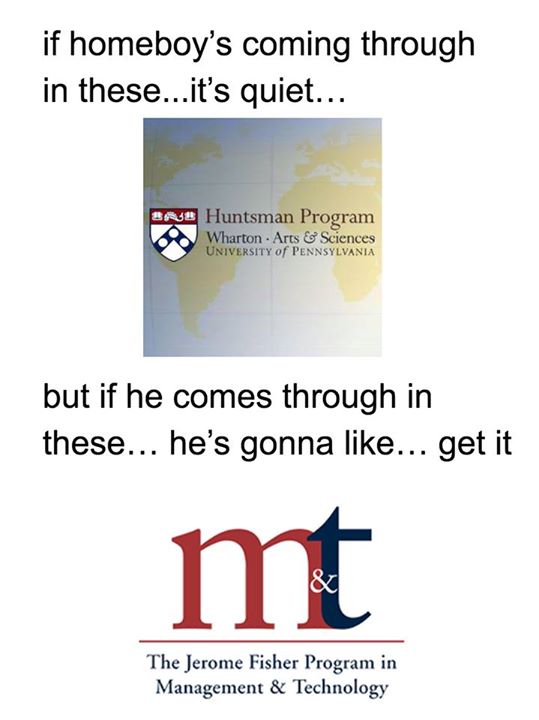 if homeboy's coming through
in these...it's quiet…
Huntsman Program
Wharton · Arts & Sciences
UNIVERSITY of PENNSYLVANIA
but if he comes through in
these… he's gonna like… get it
m&t
The Jerome Fisher Program in
Management & Technology